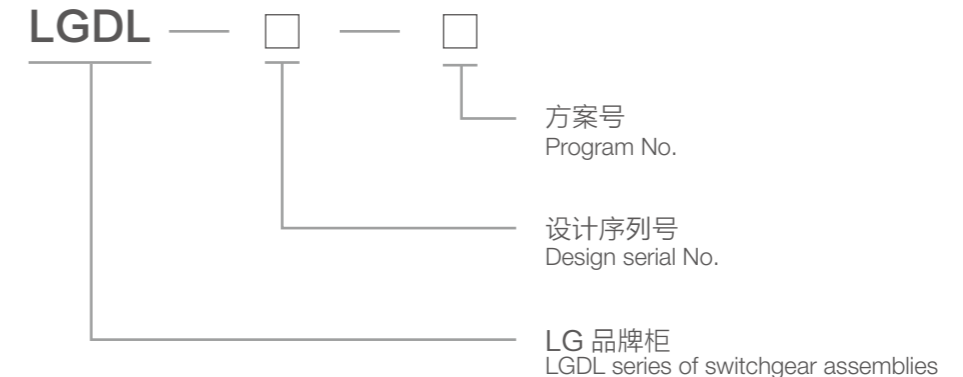 LGDL — □ — □
方案号
Program No.
设计序列号
Design serial No.
LG 品牌柜
LGDL series of switchgear assemblies